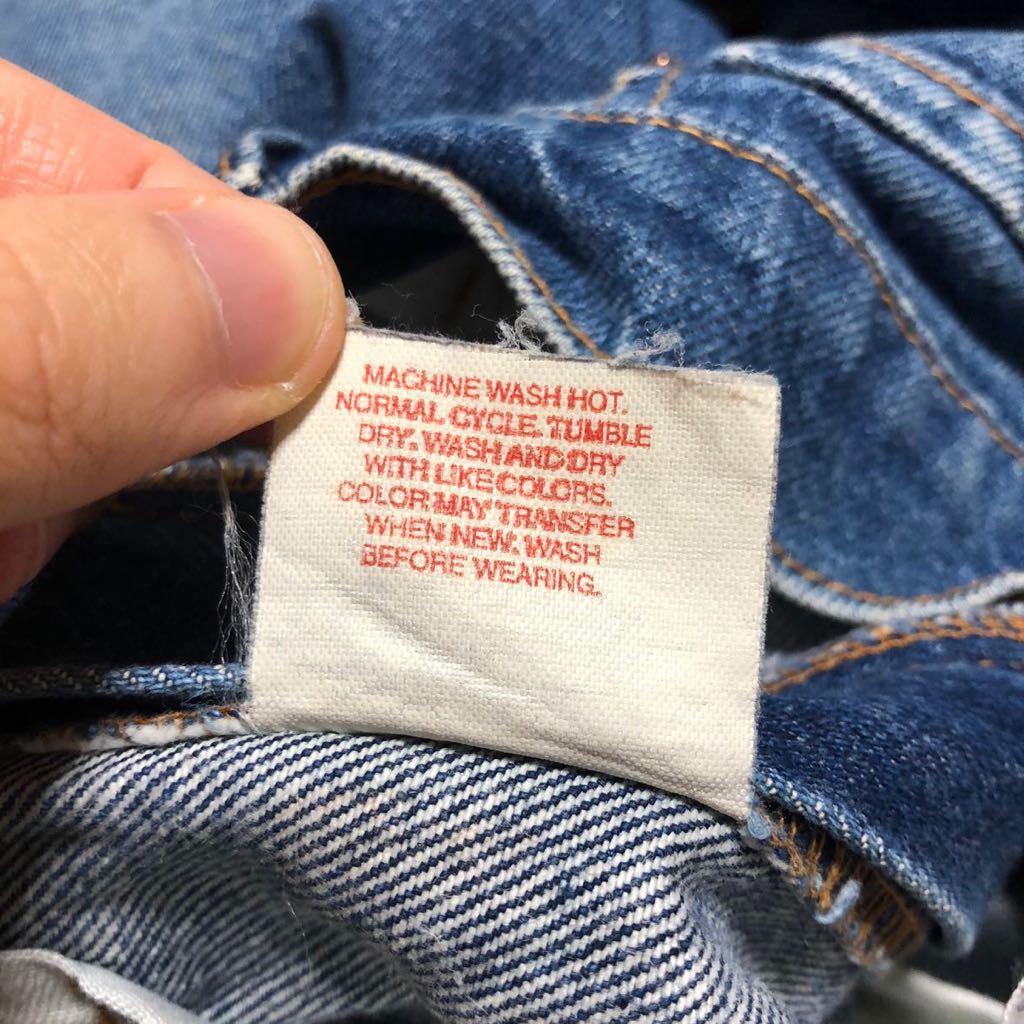 MACHINE WASH HOT.
NORMAL CYCLE. TUMBLE
DRY. WASH AND DRY
WITH LIKE COLORS.
COLOR MAY TRANSFER
WHEN NEW. WASH
BEFORE WEARING.